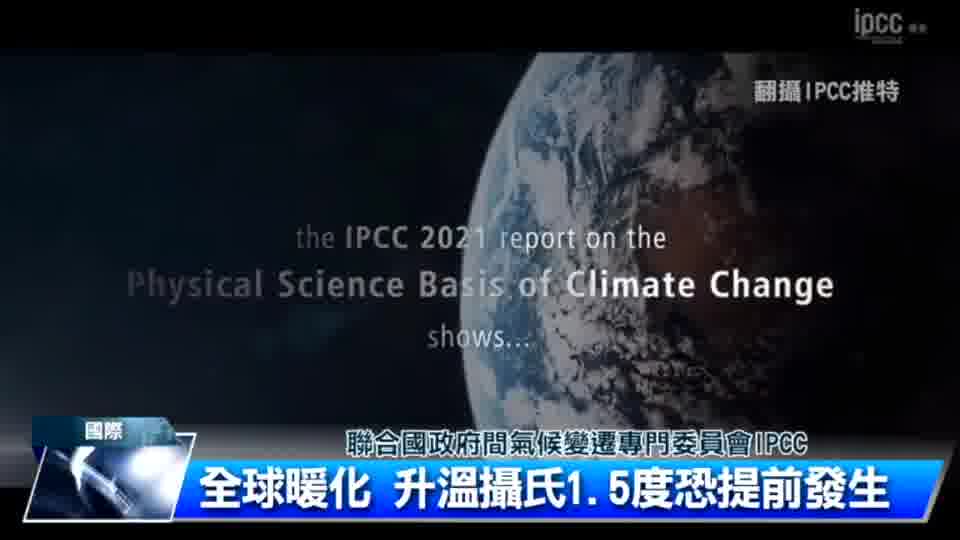 ipcc
翻攝IPCC推特
the IPCC 2021 report on the
Physical Science Basis of Climate Change
shows...
國際
聯合國政府間氣候變遷專門委員會IPCC
全球暖化 升溫攝氏1.5度恐提前發生